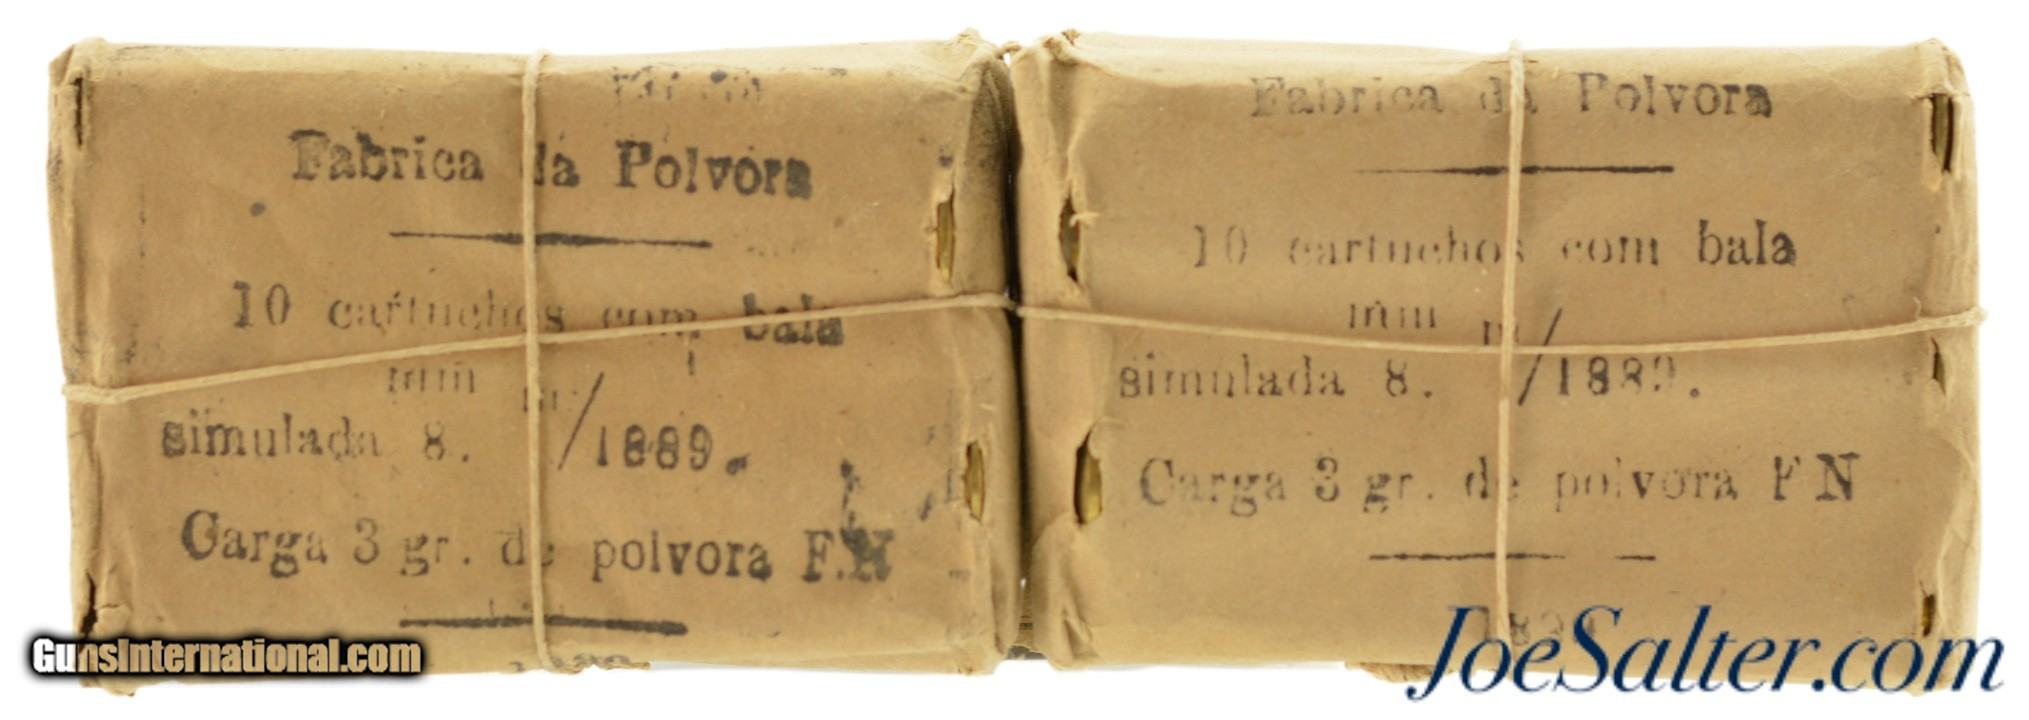 Fabrica da Polvora
10 cartuchos com bala
mm m
simulada 8. /1889.
Carga 3 gr. de polvora F.N
Fabrica da Polvora
10 cartuchos com bala
mm m
simulada 8. /1889.
Carga 3 gr. de polvora F N
GunsInternational.com
JoeSalter.com